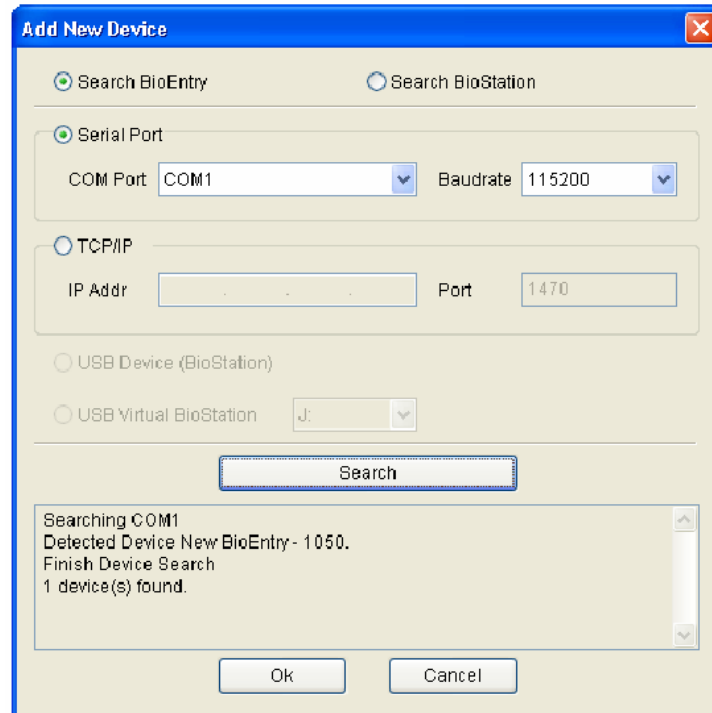 Add New Device
Search BioEntry Search BioStation
Serial Port
COM Port COM1 Baudrate 115200
TCP/IP
IP Addr . . . Port 1470
USB Device (BioStation)
USB Virtual BioStation J:
Search
Searching COM1
Detected Device New BioEntry - 1050.
Finish Device Search
1 device(s) found.
Ok Cancel